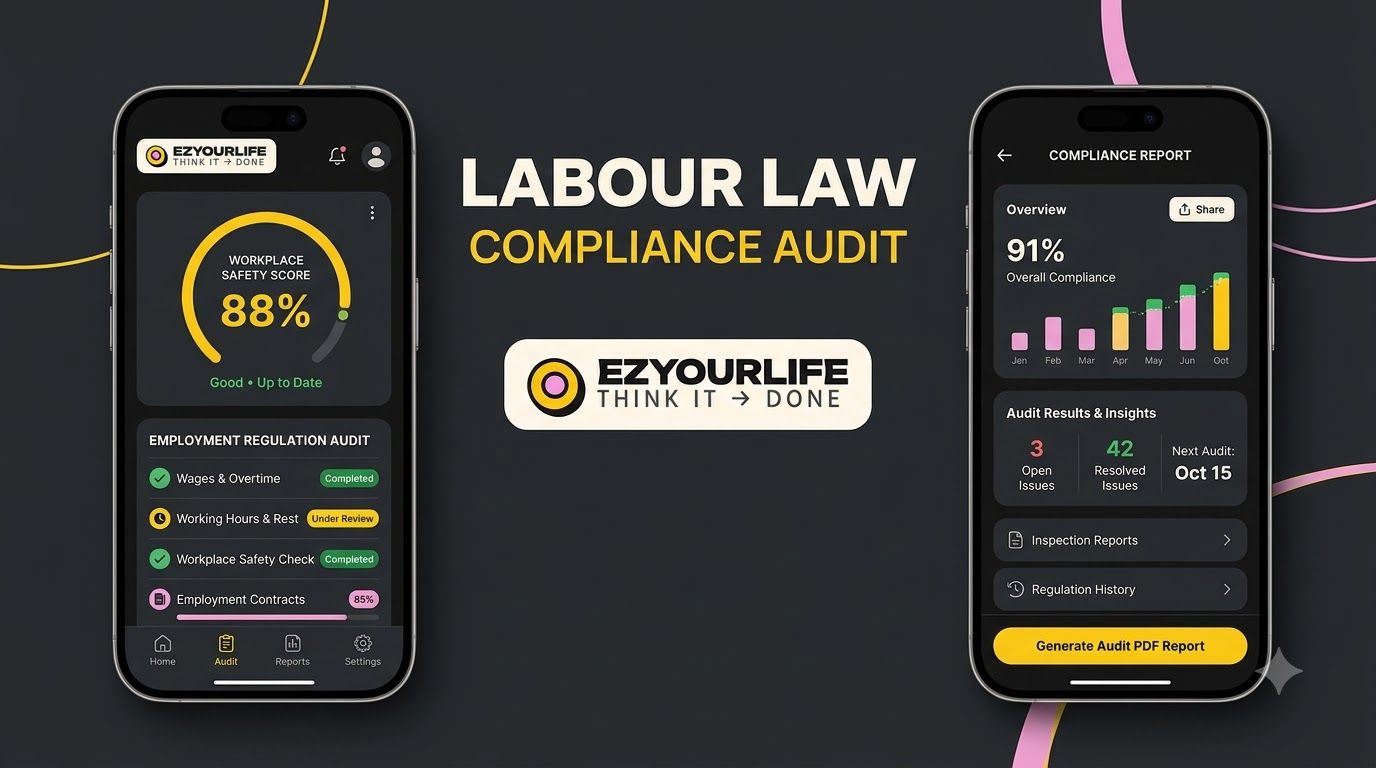 EZYOURLIFE
THINK IT → DONE
WORKPLACE
SAFETY SCORE
88%
Good • Up to Date
EMPLOYMENT REGULATION AUDIT
Wages & Overtime
Completed
Working Hours & Rest
Under Review
Workplace Safety Check
Completed
Employment Contracts
85%
Home
Audit
Reports
Settings
LABOUR LAW
COMPLIANCE AUDIT
EZYOURLIFE
THINK IT → DONE
COMPLIANCE REPORT
Overview
Share
91%
Overall Compliance
Jen
Feb
Mar
Apr
May
Jun
Oot
Audit Results & Insights
3
Open
Issues
42
Resolved
Issues
Next Audit:
Oct 15
Inspection Reports
Regulation History
Generate Audit PDF Report